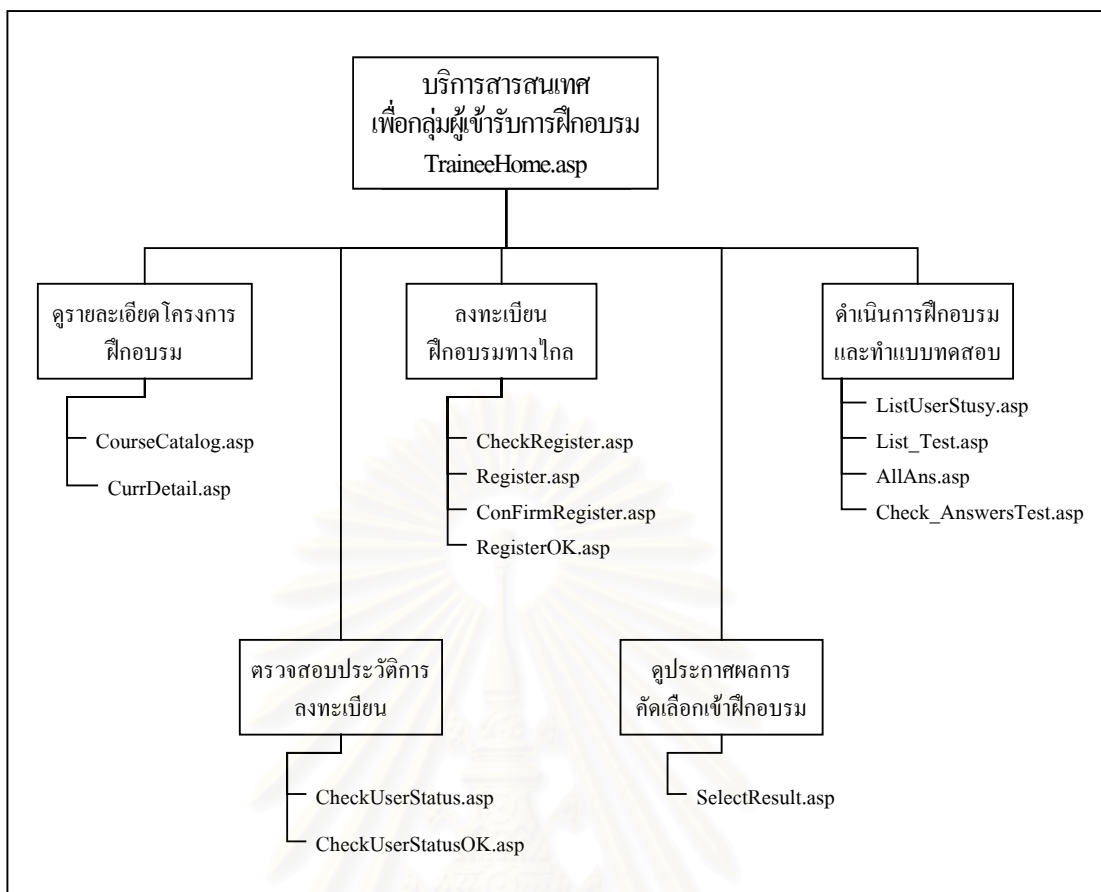 บริการสารสนเทศ
เพื่อกลุ่มผู้เข้ารับการฝึกอบรม
TraineeHome.asp
ดูรายละเอียดโครงการ
ฝึกอบรม
CourseCatalog.asp
CurrDetail.asp
ลงทะเบียน
ฝึกอบรมทางไกล
CheckRegister.asp
Register.asp
ConFirmRegister.asp
RegisterOK.asp
ดำเนินการฝึกอบรม
และทำแบบทดสอบ
ListUserStusy.asp
List_Test.asp
AllAns.asp
Check_AnswersTest.asp
ตรวจสอบประวัติการ
ลงทะเบียน
CheckUserStatus.asp
CheckUserStatusOK.asp
ดูประกาศผลการ
คัดเลือกเข้าฝึกอบรม
SelectResult.asp